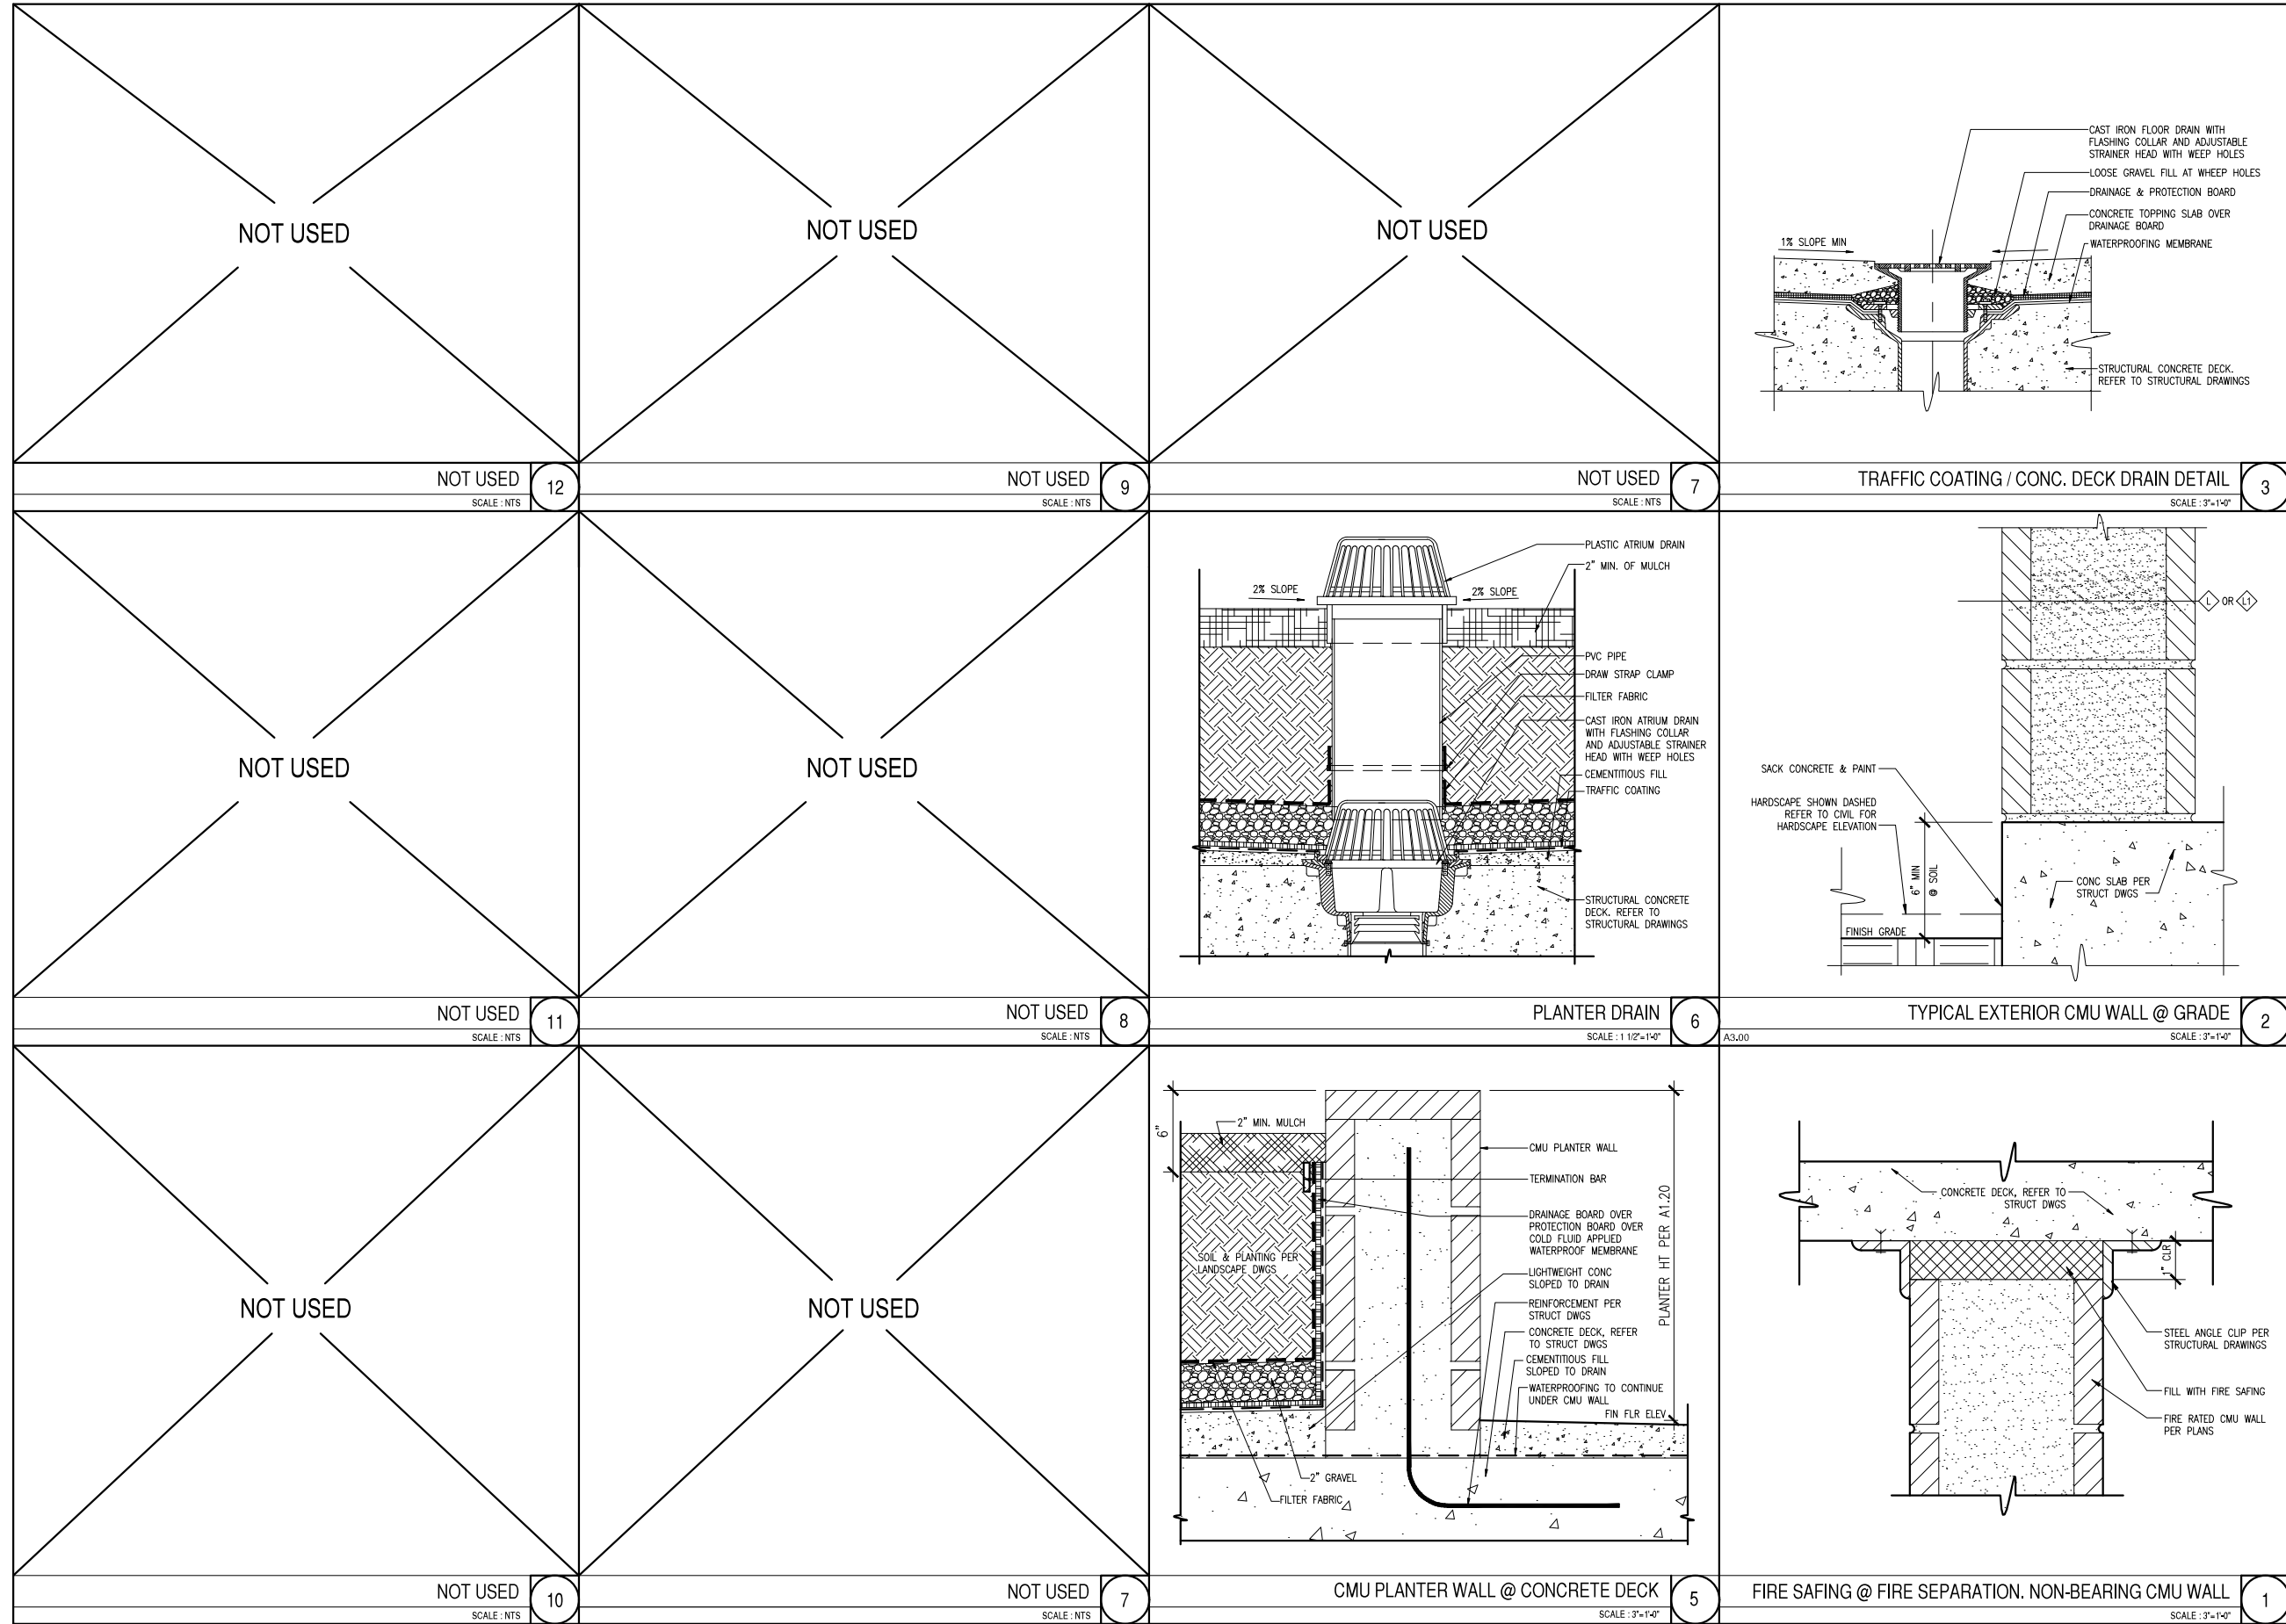 NOT USED
NOT USED
12
SCALE : NTS
NOT USED
NOT USED
9
SCALE : NTS
NOT USED
NOT USED
7
SCALE : NTS
CAST IRON FLOOR DRAIN WITH
FLASHING COLLAR AND ADJUSTABLE
STRAINER HEAD WITH WEEP HOLES
LOOSE GRAVEL FILL AT WHEEP HOLES
DRAINAGE & PROTECTION BOARD
CONCRETE TOPPING SLAB OVER
DRAINAGE BOARD
WATERPROOFING MEMBRANE
1% SLOPE MIN
STRUCTURAL CONCRETE DECK.
REFER TO STRUCTURAL DRAWINGS
TRAFFIC COATING / CONC. DECK DRAIN DETAIL
3
SCALE : 3"=1'-0"
NOT USED
NOT USED
11
SCALE : NTS
NOT USED
NOT USED
8
SCALE : NTS
PLASTIC ATRIUM DRAIN
2" MIN. OF MULCH
2% SLOPE
2% SLOPE
PVC PIPE
DRAW STRAP CLAMP
FILTER FABRIC
CAST IRON ATRIUM DRAIN
WITH FLASHING COLLAR
AND ADJUSTABLE STRAINER
HEAD WITH WEEP HOLES
CEMENTITIOUS FILL
TRAFFIC COATING
STRUCTURAL CONCRETE
DECK. REFER TO
STRUCTURAL DRAWINGS
PLANTER DRAIN
6
SCALE : 1 1/2"=1'-0"
L OR L1
SACK CONCRETE & PAINT
HARDSCAPE SHOWN DASHED
REFER TO CIVIL FOR
HARDSCAPE ELEVATION
6" MIN
@ SOIL
CONC SLAB PER
STRUCT DWGS
FINISH GRADE
TYPICAL EXTERIOR CMU WALL @ GRADE
2
A3.00
SCALE : 3"=1'-0"
NOT USED
NOT USED
10
SCALE : NTS
NOT USED
NOT USED
7
SCALE : NTS
6"
2" MIN. MULCH
CMU PLANTER WALL
TERMINATION BAR
PLANTER HT PER A1.20
DRAINAGE BOARD OVER
PROTECTION BOARD OVER
COLD FLUID APPLIED
WATERPROOF MEMBRANE
SOIL & PLANTING PER
LANDSCAPE DWGS
LIGHTWEIGHT CONC
SLOPED TO DRAIN
REINFORCEMENT PER
STRUCT DWGS
CONCRETE DECK, REFER
TO STRUCT DWGS
CEMENTITIOUS FILL
SLOPED TO DRAIN
WATERPROOFING TO CONTINUE
UNDER CMU WALL
FIN FLR ELEV
2" GRAVEL
FILTER FABRIC
CMU PLANTER WALL @ CONCRETE DECK
5
SCALE : 3"=1'-0"
CONCRETE DECK, REFER TO
STRUCT DWGS
1" CLR
STEEL ANGLE CLIP PER
STRUCTURAL DRAWINGS
FILL WITH FIRE SAFING
FIRE RATED CMU WALL
PER PLANS
FIRE SAFING @ FIRE SEPARATION. NON-BEARING CMU WALL
1
SCALE : 3"=1'-0"